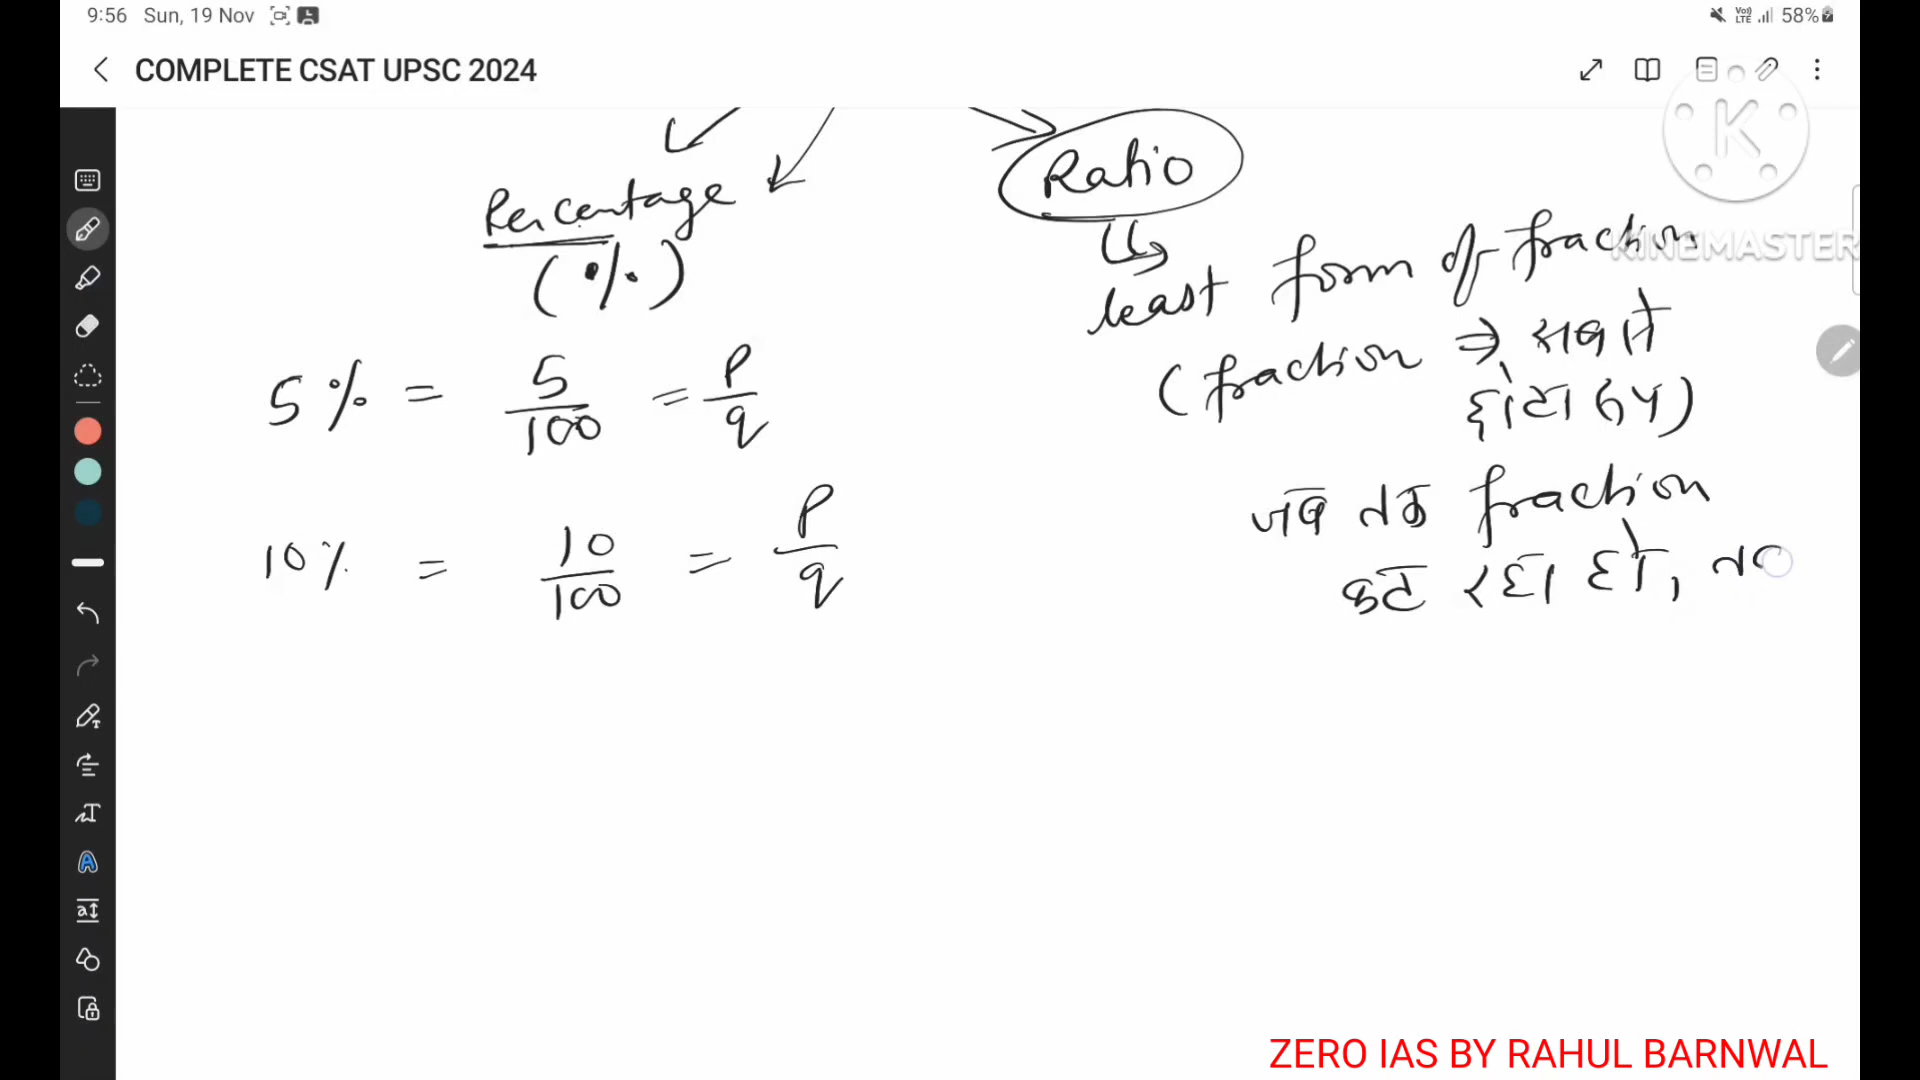 9:56 Sun, 19 Nov
58%
COMPLETE CSAT UPSC 2024
K
KINEMASTER
Percentage
(%)
5% = 5/100 = P/q
10% = 10/100 = P/q
Ratio
least form of fraction
(fraction ⇒ सबसे
छोटा रूप)
जब तक fraction
कट रहा हो, त
ZERO IAS BY RAHUL BARNWAL